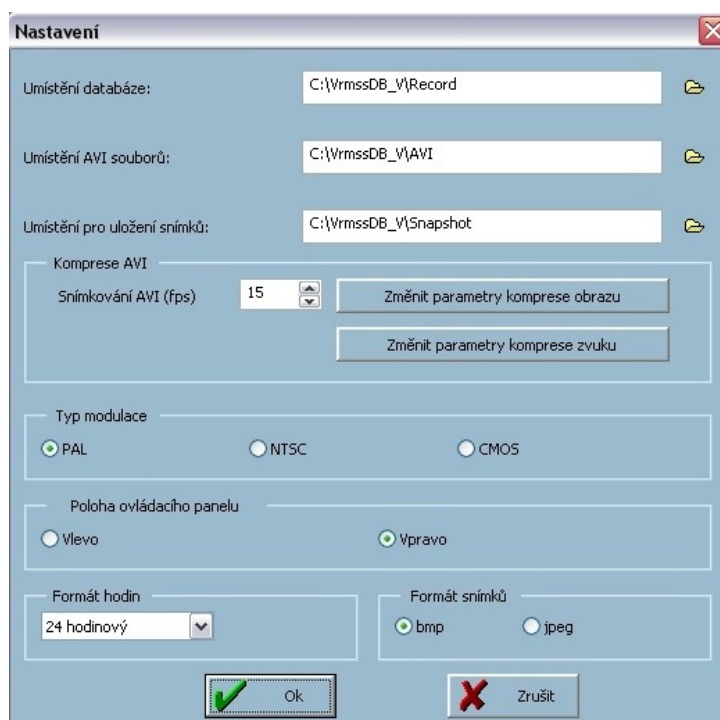 Nastavení
Umístění databáze: C:\VrmssDB_V\Record
Umístění AVI souborů: C:\VrmssDB_V\AVI
Umístění pro uložení snímků: C:\VrmssDB_V\Snapshot
Komprese AVI
Snímkování AVI (fps) 15 Změnit parametry komprese obrazu
Změnit parametry komprese zvuku
Typ modulace
PAL NTSC CMOS
Poloha ovládacího panelu
Vlevo Vpravo
Formát hodin Formát snímků
24 hodinový bmp jpeg
Ok Zrušit